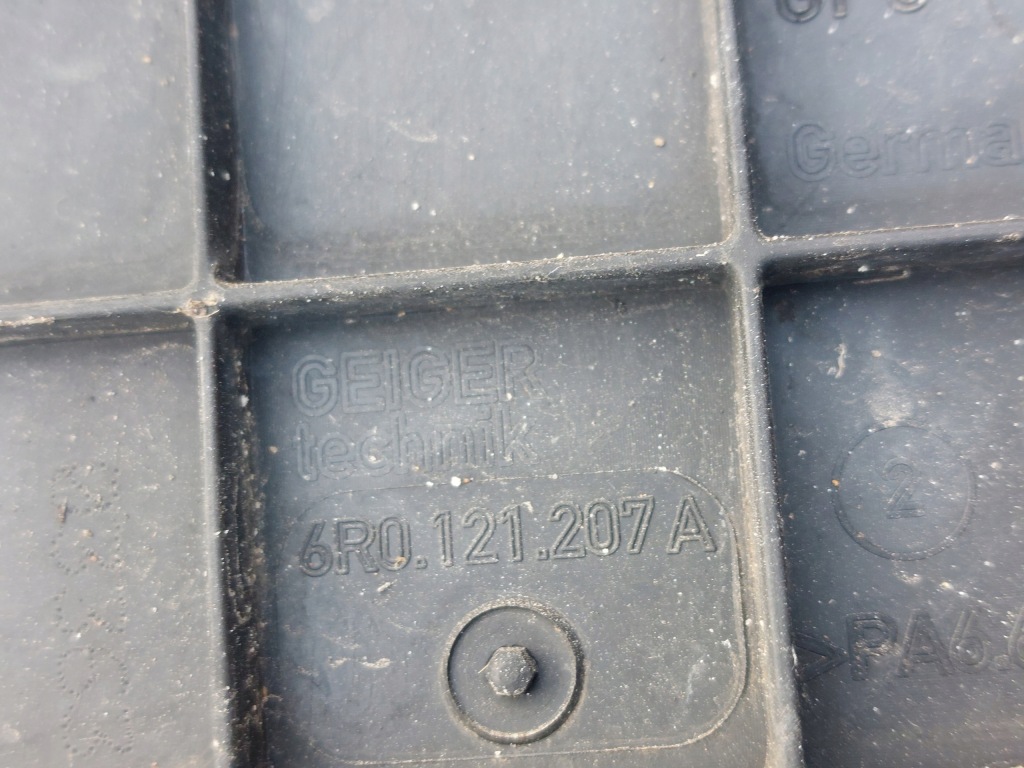 Germa
GEIGER
technik
6R0.121.207 A
2
>PA6.6